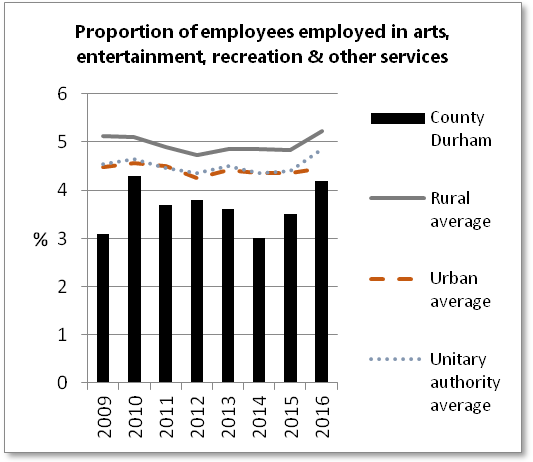 Proportion of employees employed in arts,
entertainment, recreation & other services
6
5
4
3
2
1
0
%
2009
2010
2011
2012
2013
2014
2015
2016
County
Durham
Rural
average
Urban
average
Unitary
authority
average